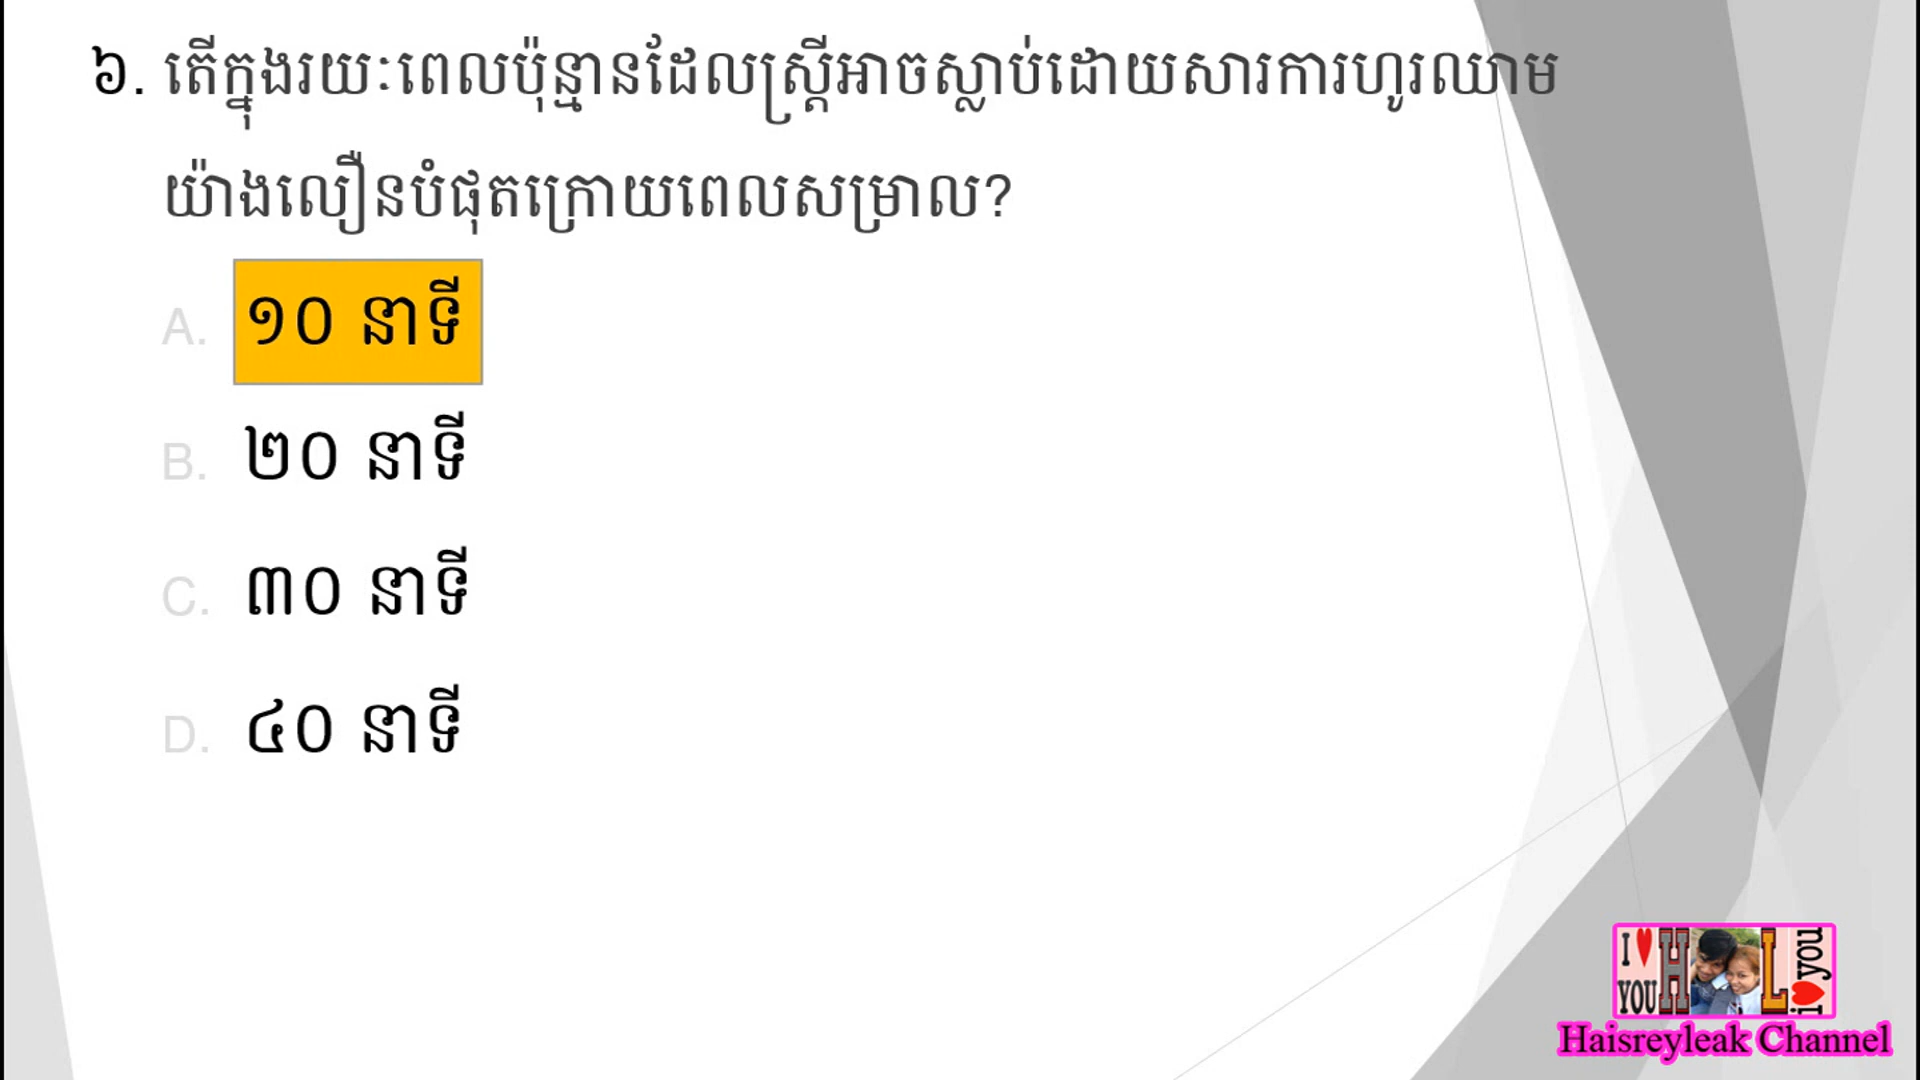 ៦. តើក្នុងរយៈពេលប៉ុន្មានដែលស្ត្រីអាចស្លាប់ដោយសារការហូរឈាម
យ៉ាងលឿនបំផុតក្រោយពេលសម្រាល?
A. ១០ នាទី
B. ២០ នាទី
C. ៣០ នាទី
D. ៤០ នាទី
I ♥ YOU H L i ♥ you
Haisreyleak Channel